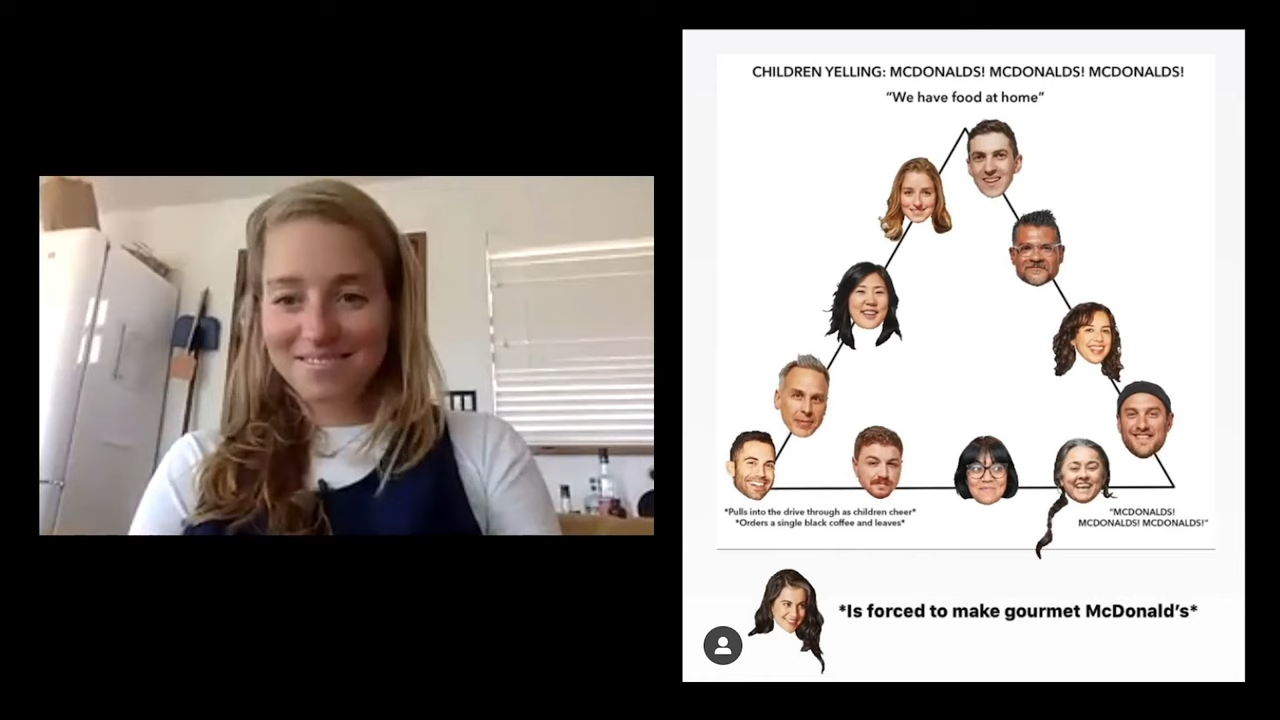 CHILDREN YELLING: MCDONALDS! MCDONALDS! MCDONALDS!
"We have food at home"
*Pulls into the drive through as children cheer*
*Orders a single black coffee and leaves*
"MCDONALDS!
MCDONALDS! MCDONALDS!"
*Is forced to make gourmet McDonald's*